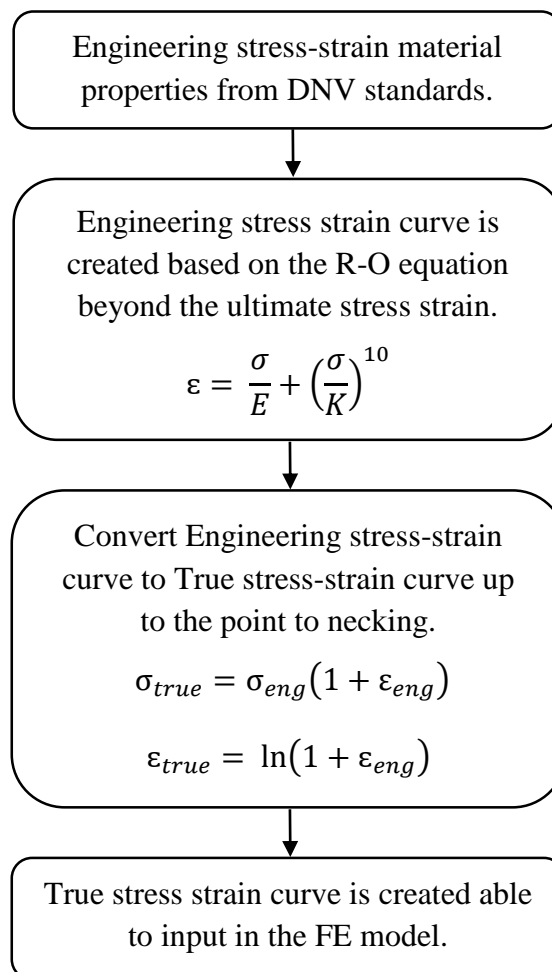 Engineering stress-strain material
properties from DNV standards.
Engineering stress strain curve is
created based on the R-O equation
beyond the ultimate stress strain.
ε = σ/E + (σ/K)^10
Convert Engineering stress-strain
curve to True stress-strain curve up
to the point to necking.
σ_true = σ_eng(1 + ε_eng)
ε_true = ln(1 + ε_eng)
True stress strain curve is created able
to input in the FE model.